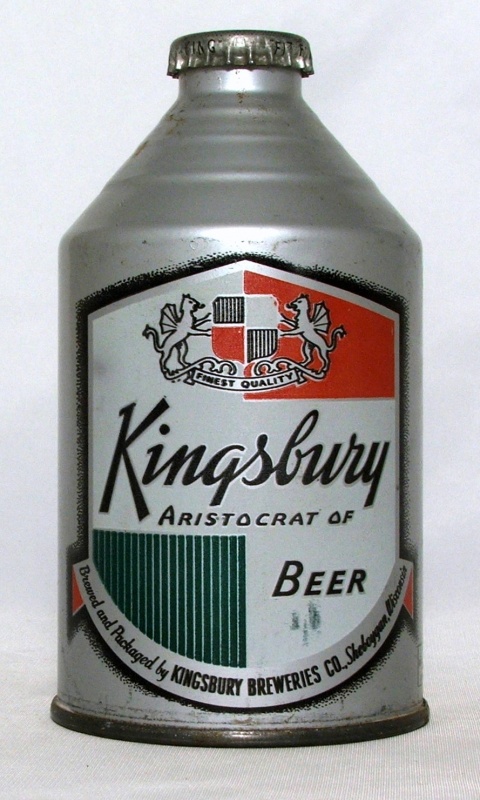 FINEST QUALITY
Kingsbury
ARISTOCRAT OF
BEER
Brewed and Packaged by KINGSBURY BREWERIES CO., Sheboygan, Wisconsin